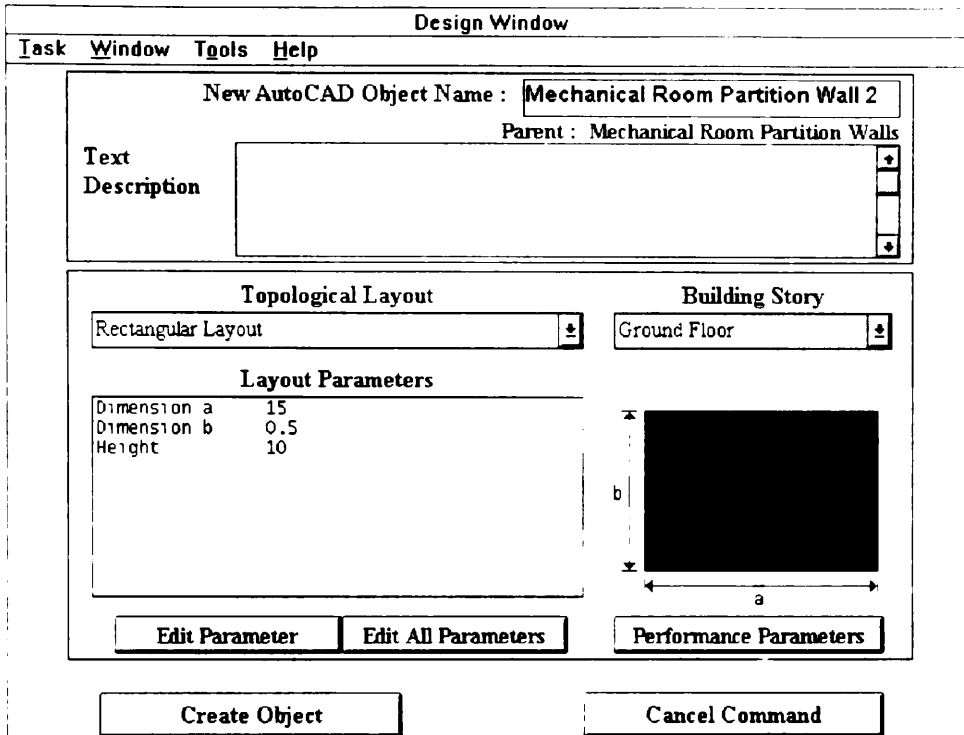 Design Window
Task Window Tools Help
New AutoCAD Object Name : Mechanical Room Partition Wall 2
Parent : Mechanical Room Partition Walls
Text
Description
Topological Layout
Building Story
Rectangular Layout
Ground Floor
Layout Parameters
Dimension a 15
Dimension b 0.5
Height 10
b
a
Edit Parameter
Edit All Parameters
Performance Parameters
Create Object
Cancel Command